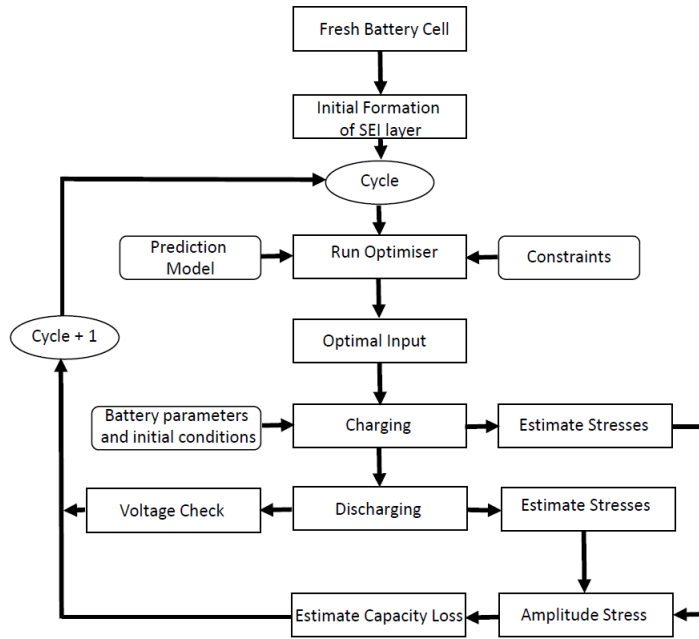 Fresh Battery Cell
Initial Formation
of SEI layer
Cycle
Prediction
Model
Run Optimiser
Constraints
Cycle + 1
Optimal Input
Battery parameters
and initial conditions
Charging
Estimate Stresses
Voltage Check
Discharging
Estimate Stresses
Estimate Capacity Loss
Amplitude Stress